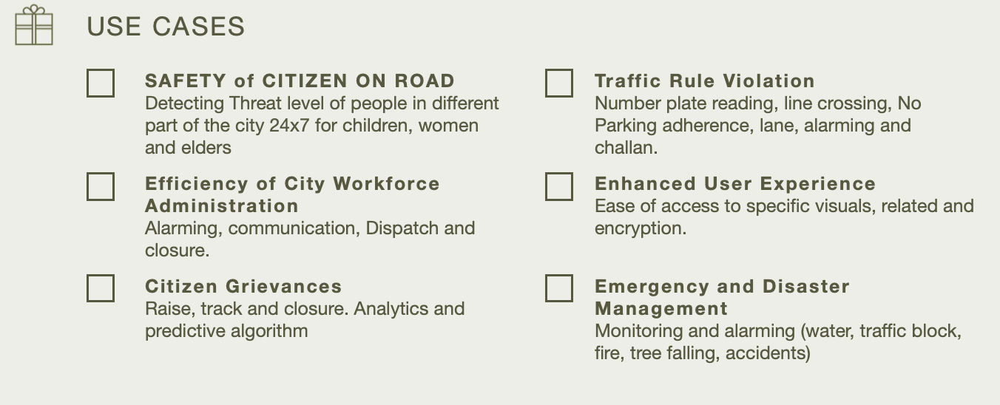 USE CASES
SAFETY of CITIZEN ON ROAD
Detecting Threat level of people in different
part of the city 24x7 for children, women
and elders
Efficiency of City Workforce
Administration
Alarming, communication, Dispatch and
closure.
Citizen Grievances
Raise, track and closure. Analytics and
predictive algorithm
Traffic Rule Violation
Number plate reading, line crossing, No
Parking adherence, lane, alarming and
challan.
Enhanced User Experience
Ease of access to specific visuals, related and
encryption.
Emergency and Disaster
Management
Monitoring and alarming (water, traffic block,
fire, tree falling, accidents)